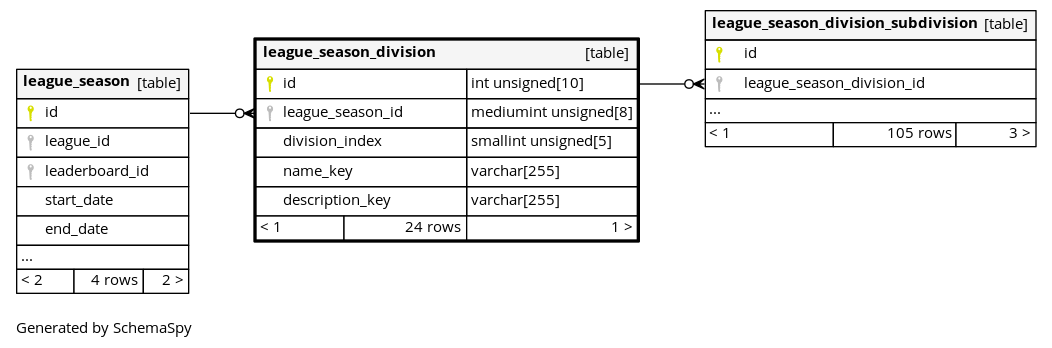 league_season [table]
id
league_id
leaderboard_id
start_date
end_date
...
< 2 4 rows 2 >
league_season_division [table]
id int unsigned[10]
league_season_id mediumint unsigned[8]
division_index smallint unsigned[5]
name_key varchar[255]
description_key varchar[255]
< 1 24 rows 1 >
league_season_division_subdivision [table]
id
league_season_division_id
...
< 1 105 rows 3 >
Generated by SchemaSpy